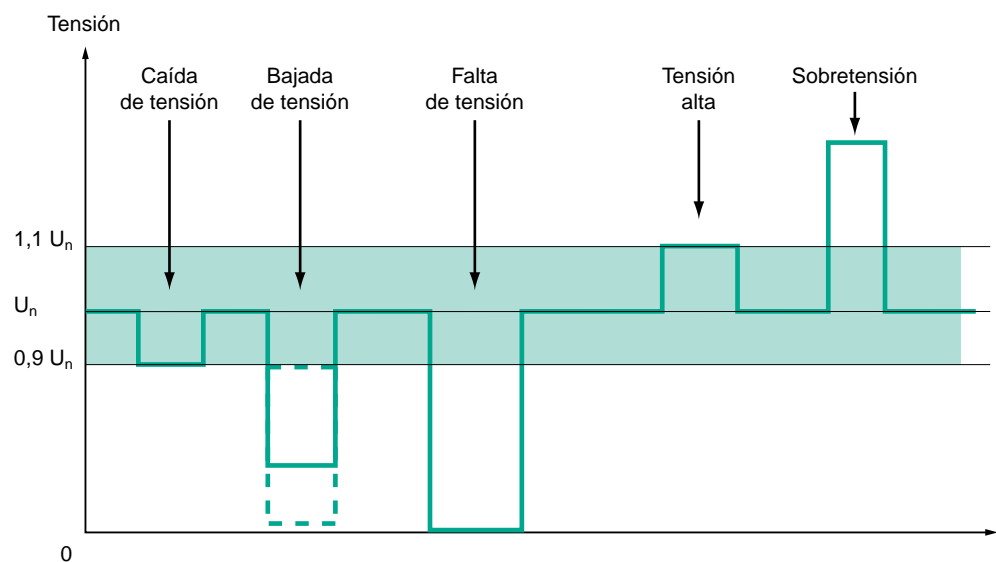 Tensión
Caída
de tensión
Bajada
de tensión
Falta
de tensión
Tensión
alta
Sobretensión
1,1 Un
Un
0,9 Un
0